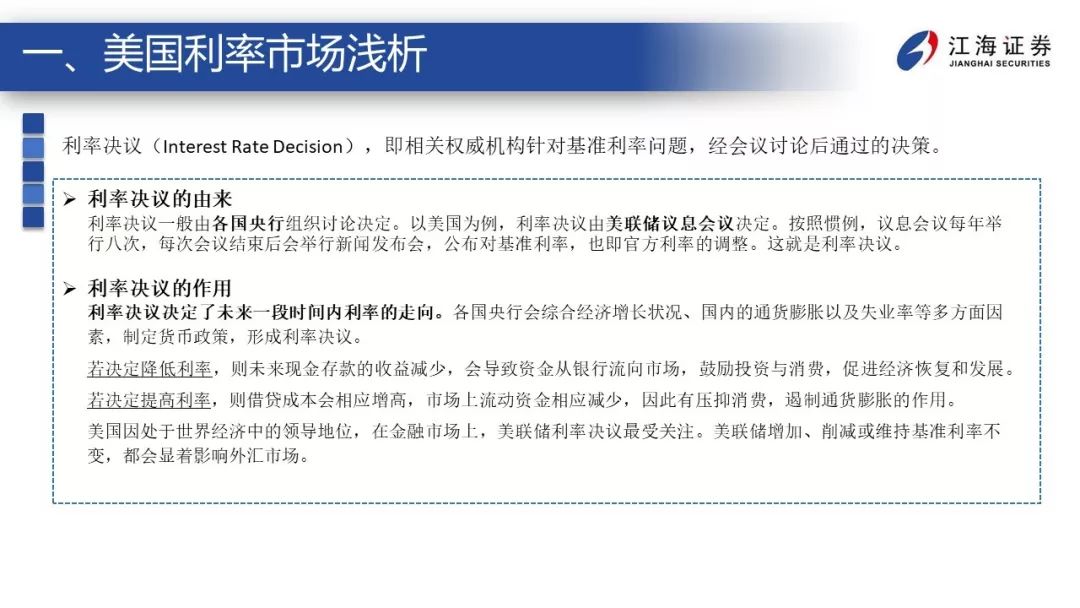 一、美国利率市场浅析
江海证券
JIANGHAI SECURITIES
利率决议（Interest Rate Decision），即相关权威机构针对基准利率问题，经会议讨论后通过的决策。
➢ 利率决议的由来
利率决议一般由各国央行组织讨论决定。以美国为例，利率决议由美联储议息会议决定。按照惯例，议息会议每年举
行八次，每次会议结束后会举行新闻发布会，公布对基准利率，也即官方利率的调整。这就是利率决议。
➢ 利率决议的作用
利率决议决定了未来一段时间内利率的走向。各国央行会综合经济增长状况、国内的通货膨胀以及失业率等多方面因
素，制定货币政策，形成利率决议。
若决定降低利率，则未来现金存款的收益减少，会导致资金从银行流向市场，鼓励投资与消费，促进经济恢复和发展。
若决定提高利率，则借贷成本会相应增高，市场上流动资金相应减少，因此有压抑消费，遏制通货膨胀的作用。
美国因处于世界经济中的领导地位，在金融市场上，美联储利率决议最受关注。美联储增加、削减或维持基准利率不
变，都会显着影响外汇市场。